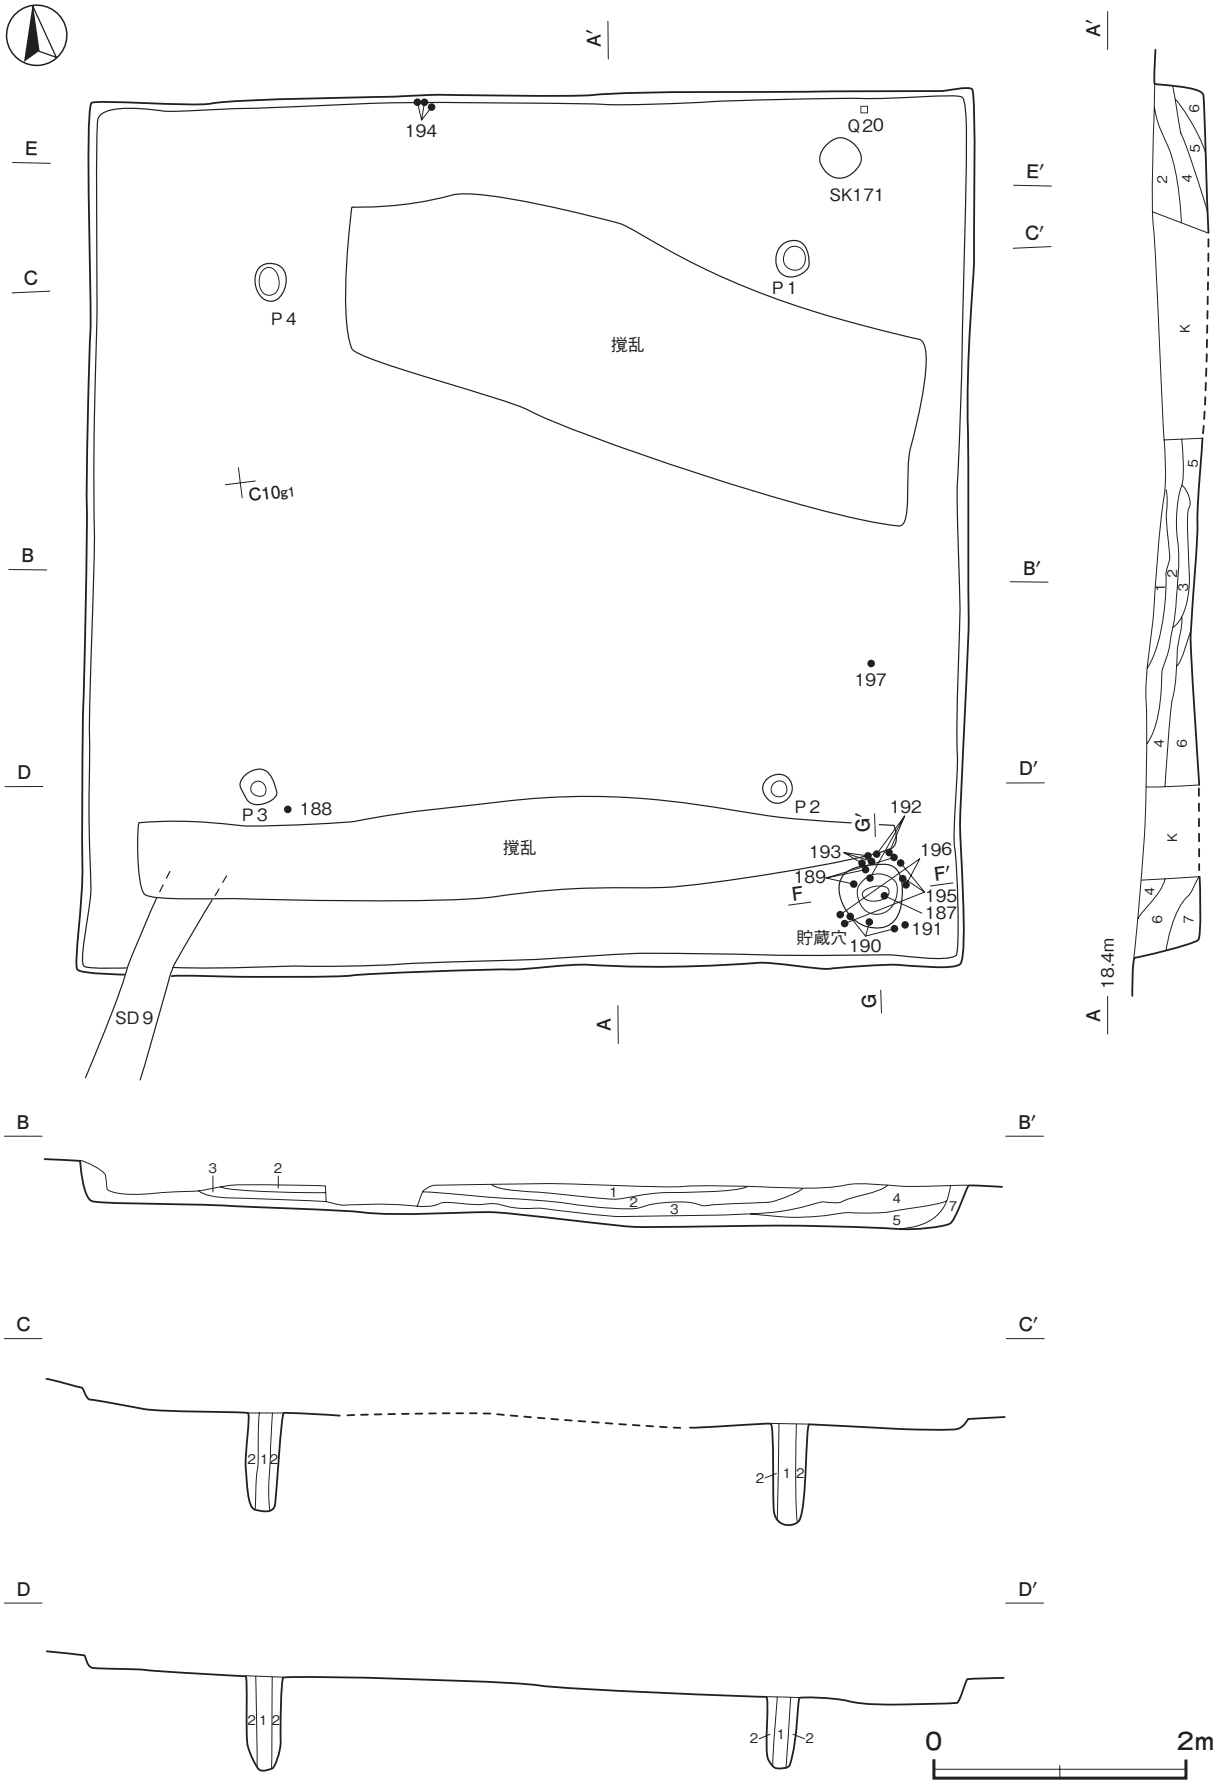 A′
A′
194
Q20
E
E′
SK171
6
5
2
4
C′
C
P1
P4
撹乱
K
5
C10g1
B
B′
1
2
3
197
4
6
D
D′
P3
188
P2
192
G′
撹乱
193
196
K
189
F′
F
195
4
187
6
7
貯蔵穴
190
191
A
18.4m
G
A
SD9
B
B′
3
2
1
2
3
4
5
7
C
C′
2 1 2
2 1 2
D
D′
2 1 2
2 1 2
0
2m